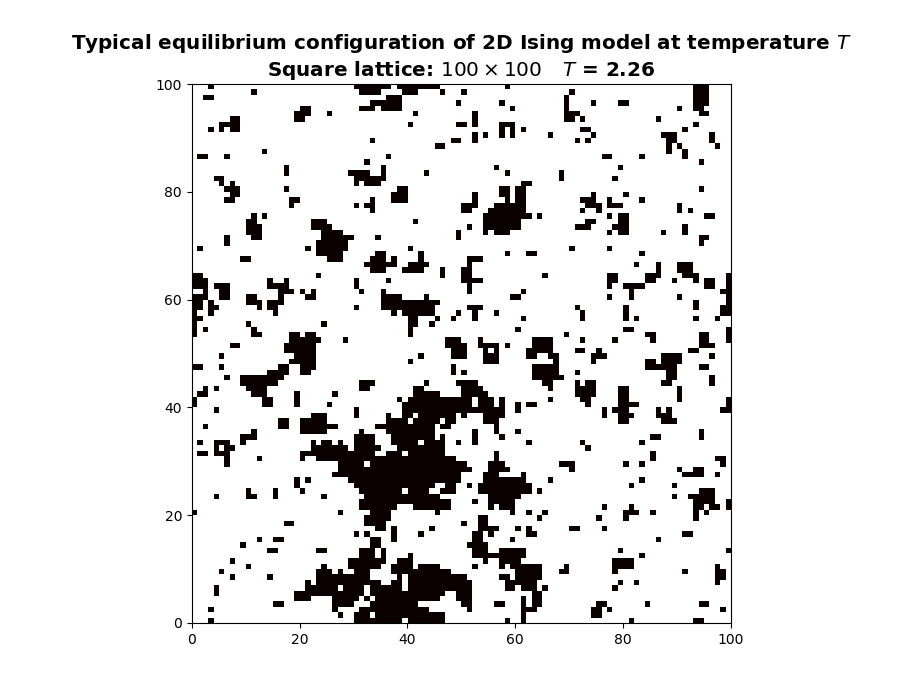 Typical equilibrium configuration of 2D Ising model at temperature T
Square lattice: 100 × 100 T = 2.26
100
80
60
40
20
0
0 20 40 60 80 100